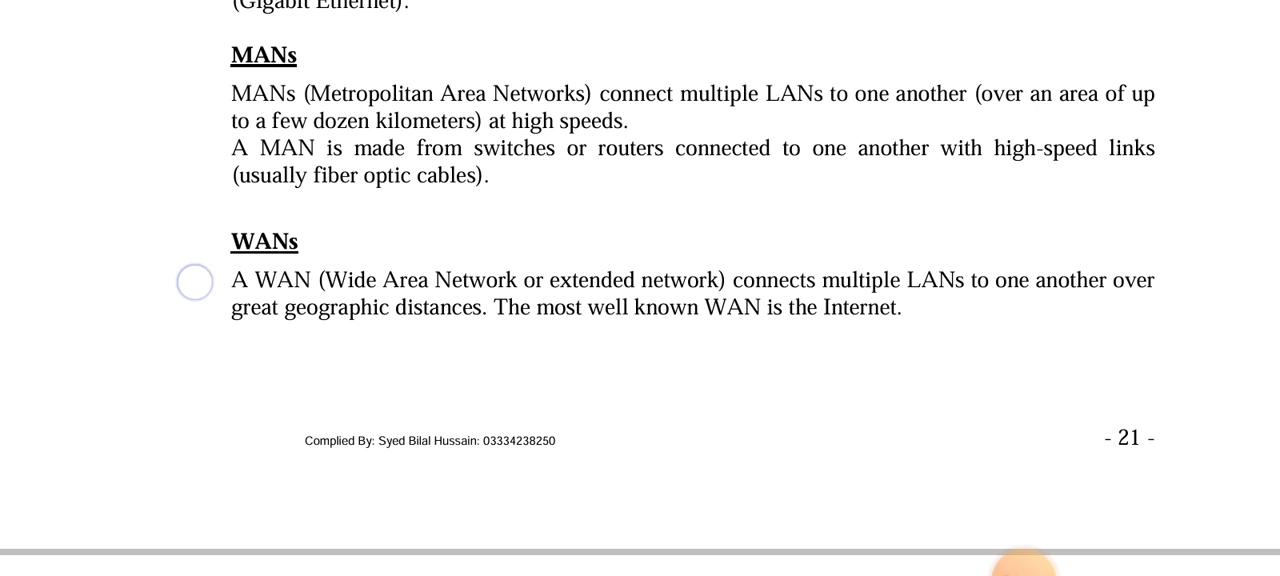 (Gigabit Ethernet).
MANs
MANs (Metropolitan Area Networks) connect multiple LANs to one another (over an area of up
to a few dozen kilometers) at high speeds.
A MAN is made from switches or routers connected to one another with high-speed links
(usually fiber optic cables).
WANs
A WAN (Wide Area Network or extended network) connects multiple LANs to one another over
great geographic distances. The most well known WAN is the Internet.
Complied By: Syed Bilal Hussain: 03334238250
- 21 -